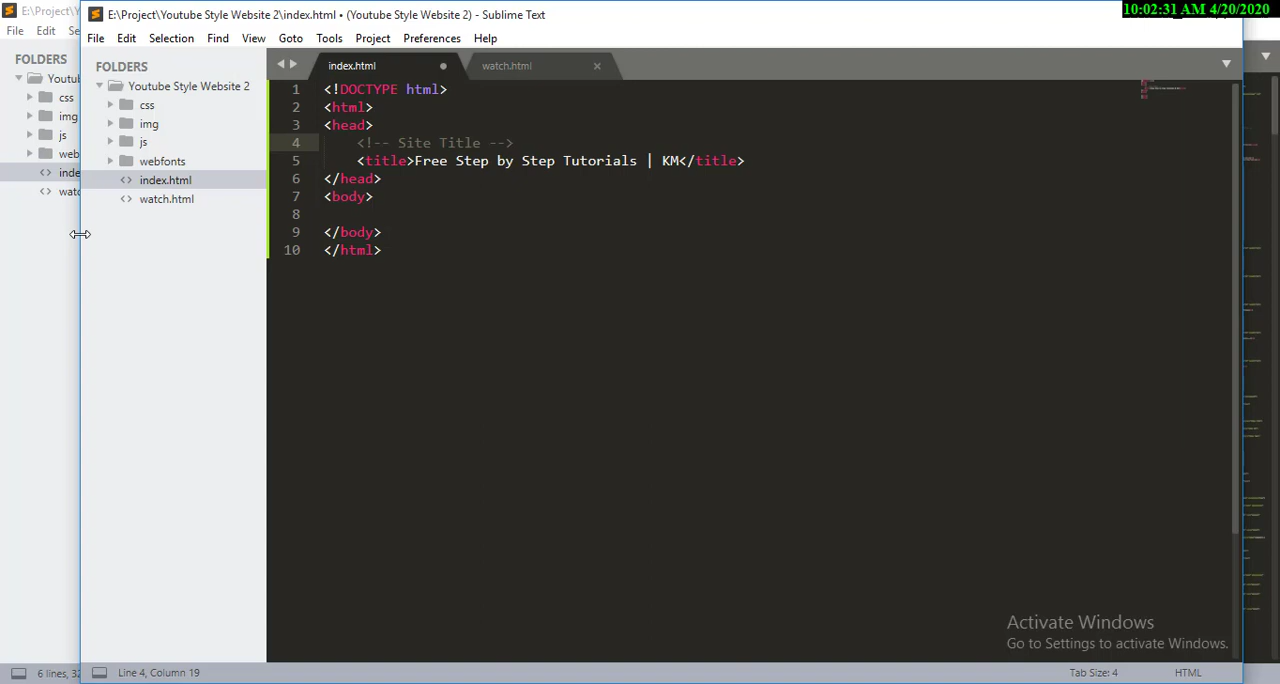 10:02:31 AM 4/20/2020
E:\Project\Youtube Style Website 2\index.html • (Youtube Style Website 2) - Sublime Text
File Edit Selection Find View Goto Tools Project Preferences Help
FOLDERS
Youtube Style Website 2
css
img
js
webfonts
index.html
watch.html
index.html watch.html
1 <!DOCTYPE html>
2 <html>
3 <head>
4 <!-- Site Title -->
5 <title>Free Step by Step Tutorials | KM</title>
6 </head>
7 <body>
8
9 </body>
10 </html>
Activate Windows
Go to Settings to activate Windows.
Line 4, Column 19
Tab Size: 4
HTML
E:\Project\Y
File Edit
FOLDERS
css
img
js
6 lines,